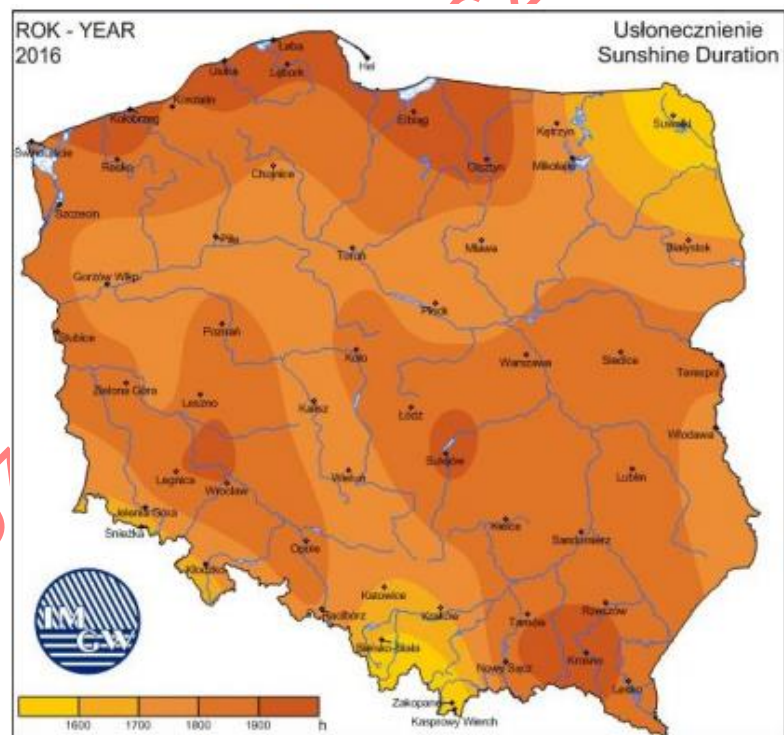 ROK - YEAR
2016
Usłonecznienie
Sunshine Duration
Łeba
Hel
Ustka
Lębork
Koszalin
Kołobrzeg
Elbląg
Kętrzyn
Suwałki
Świnoujście
Resko
Chojnice
Olsztyn
Mikołajki
Szczecin
Piła
Toruń
Mława
Białystok
Gorzów Wlkp.
Płock
Słubice
Poznań
Koło
Warszawa
Siedlce
Terespol
Zielona Góra
Leszno
Kalisz
Łódź
Włodawa
Sulejów
Legnica
Wrocław
Wieluń
Lublin
Jelenia Góra
Śnieżka
Kielce
Sandomierz
Opole
Kłodzko
Katowice
Racibórz
Kraków
Tarnów
Rzeszów
Bielsko-Biała
Nowy Sącz
Krosno
Lesko
Zakopane
Kasprowy Wierch
IM
GW
1600 1700 1800 1900 h